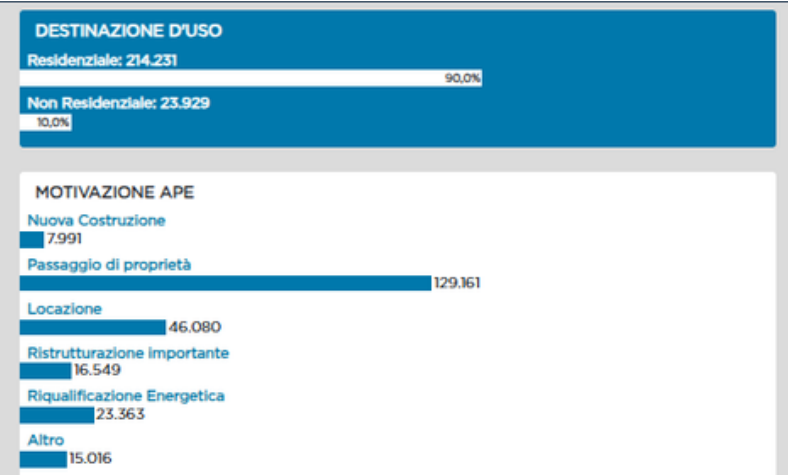 DESTINAZIONE D'USO
Residenziale: 214.231
90,0%
Non Residenziale: 23.929
10,0%
MOTIVAZIONE APE
Nuova Costruzione
7.991
Passaggio di proprietà
129.161
Locazione
46.080
Ristrutturazione importante
16.549
Riqualificazione Energetica
23.363
Altro
15.016